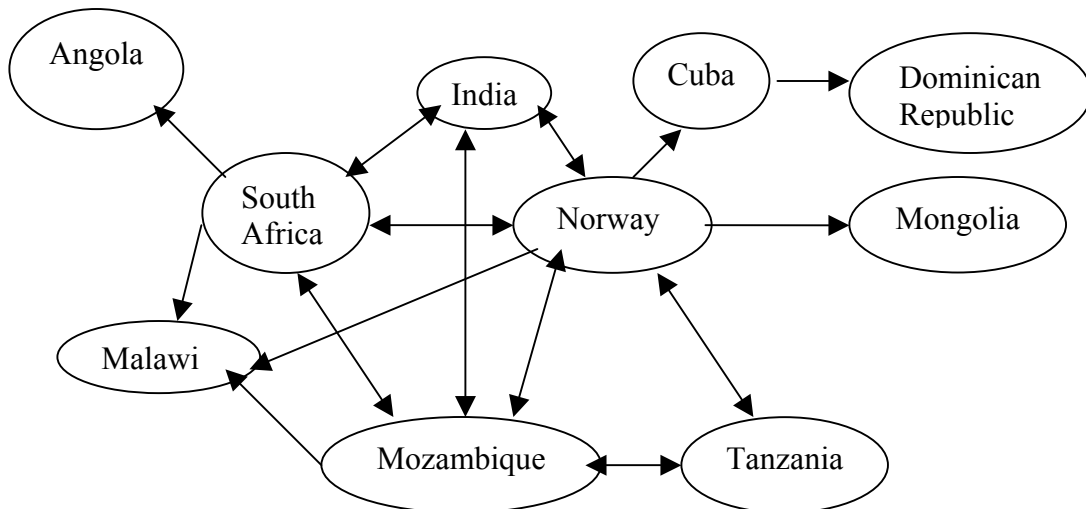 Angola
India
Cuba
Dominican
Republic
South
Africa
Norway
Mongolia
Malawi
Mozambique
Tanzania